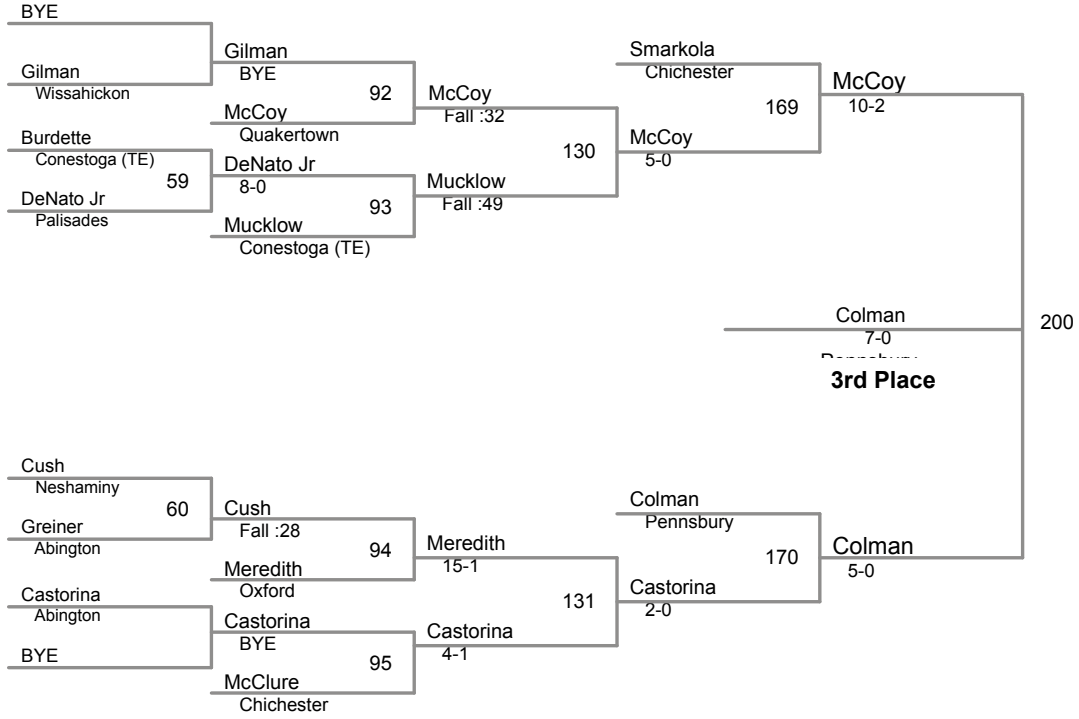 BYE
Gilman
Wissahickon
Burdette
Conestoga (TE)
59
DeNato Jr
Palisades
Gilman
BYE
92
McCoy
Quakertown
DeNato Jr
8-0
93
Mucklow
Conestoga (TE)
McCoy
Fall :32
130
Mucklow
Fall :49
Smarkola
Chichester
169
McCoy
5-0
McCoy
10-2
Colman
7-0
Pennsbury
3rd Place
200
Cush
Neshaminy
60
Greiner
Abington
Castorina
Abington
BYE
Cush
Fall :28
94
Meredith
Oxford
Castorina
BYE
95
McClure
Chichester
Meredith
15-1
131
Castorina
4-1
Colman
Pennsbury
170
Castorina
2-0
Colman
5-0